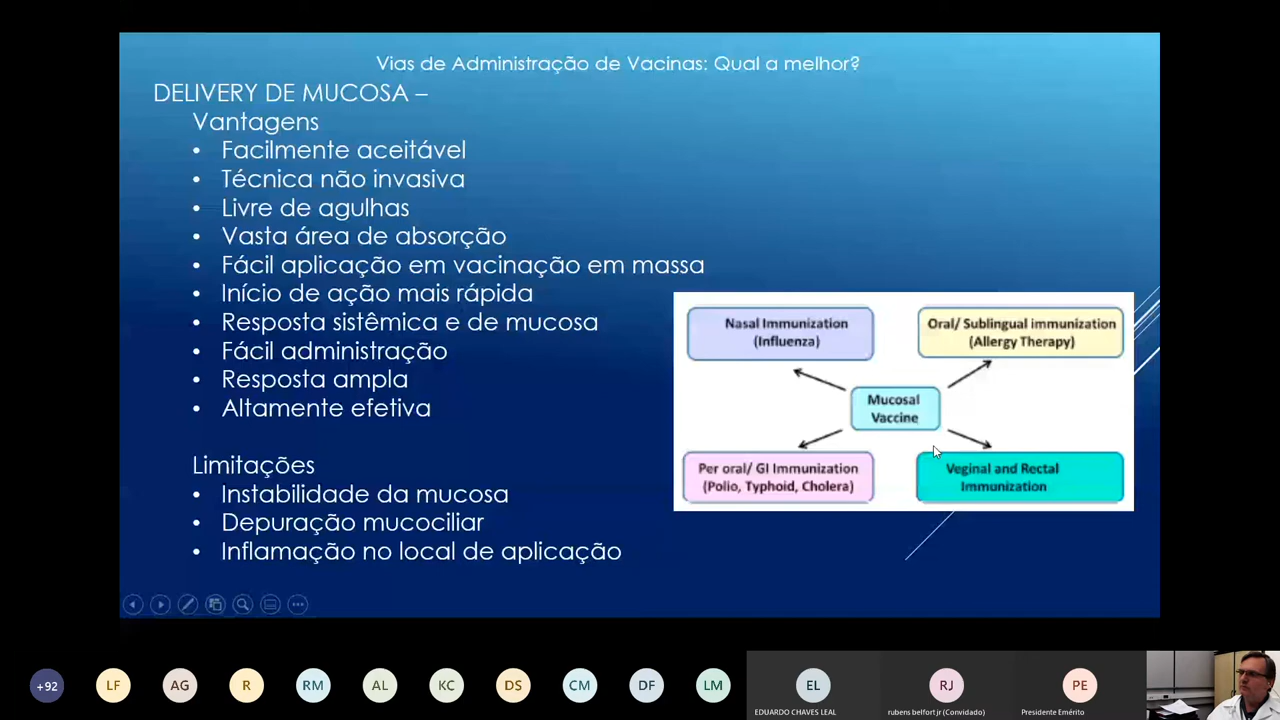 Vias de Administração de Vacinas: Qual a melhor?
DELIVERY DE MUCOSA –
Vantagens
• Facilmente aceitável
• Técnica não invasiva
• Livre de agulhas
• Vasta área de absorção
• Fácil aplicação em vacinação em massa
• Início de ação mais rápida
• Resposta sistêmica e de mucosa
• Fácil administração
• Resposta ampla
• Altamente efetiva
Limitações
• Instabilidade da mucosa
• Depuração mucociliar
• Inflamação no local de aplicação
Nasal Immunization
(Influenza)
Oral/ Sublingual immunization
(Allergy Therapy)
Mucosal
Vaccine
Per oral/ GI Immunization
(Polio, Typhoid, Cholera)
Veginal and Rectal
Immunization
+92
LF
AG
R
RM
AL
KC
DS
CM
DF
LM
EL
RJ
PE
EDUARDO CHAVES LEAL
rubens belfort jr (Convidado)
Presidente Emérito